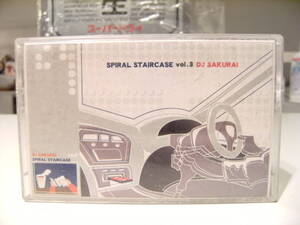 SPIRAL STAIRCASE vol.3 DJ SAKURAI
DJ SAKURAI
SPIRAL STAIRCASE